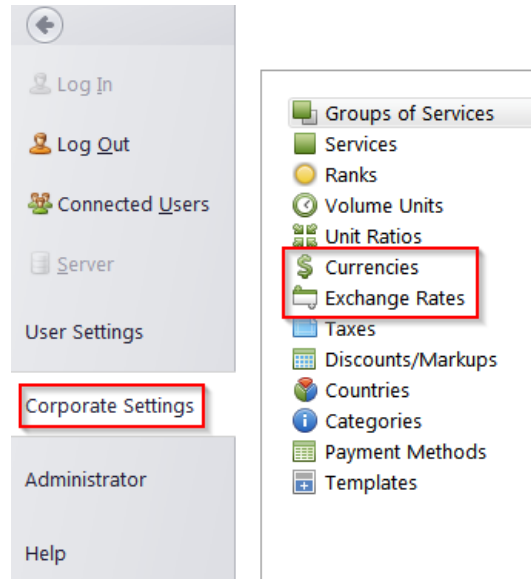 Log In
Log Out
Connected Users
Server
User Settings
Corporate Settings
Administrator
Help
Groups of Services
Services
Ranks
Volume Units
Unit Ratios
Currencies
Exchange Rates
Taxes
Discounts/Markups
Countries
Categories
Payment Methods
Templates